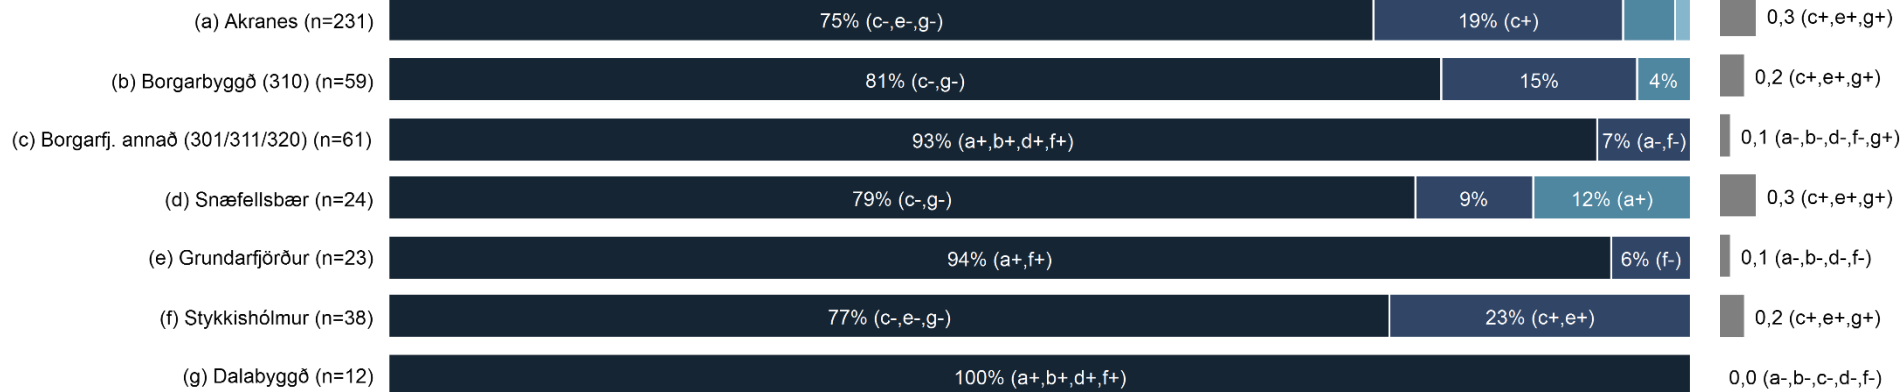 (a) Akranes (n=231) 75% (c-,e-,g-) 19% (c+) 0,3 (c+,e+,g+)
(b) Borgarbyggð (310) (n=59) 81% (c-,g-) 15% 4% 0,2 (c+,e+,g+)
(c) Borgarfj. annað (301/311/320) (n=61) 93% (a+,b+,d+,f+) 7% (a-,f-) 0,1 (a-,b-,d-,f-,g+)
(d) Snæfellsbær (n=24) 79% (c-,g-) 9% 12% (a+) 0,3 (c+,e+,g+)
(e) Grundarfjörður (n=23) 94% (a+,f+) 6% (f-) 0,1 (a-,b-,d-,f-)
(f) Stykkishólmur (n=38) 77% (c-,e-,g-) 23% (c+,e+) 0,2 (c+,e+,g+)
(g) Dalabyggð (n=12) 100% (a+,b+,d+,f+) 0,0 (a-,b-,c-,d-,f-)